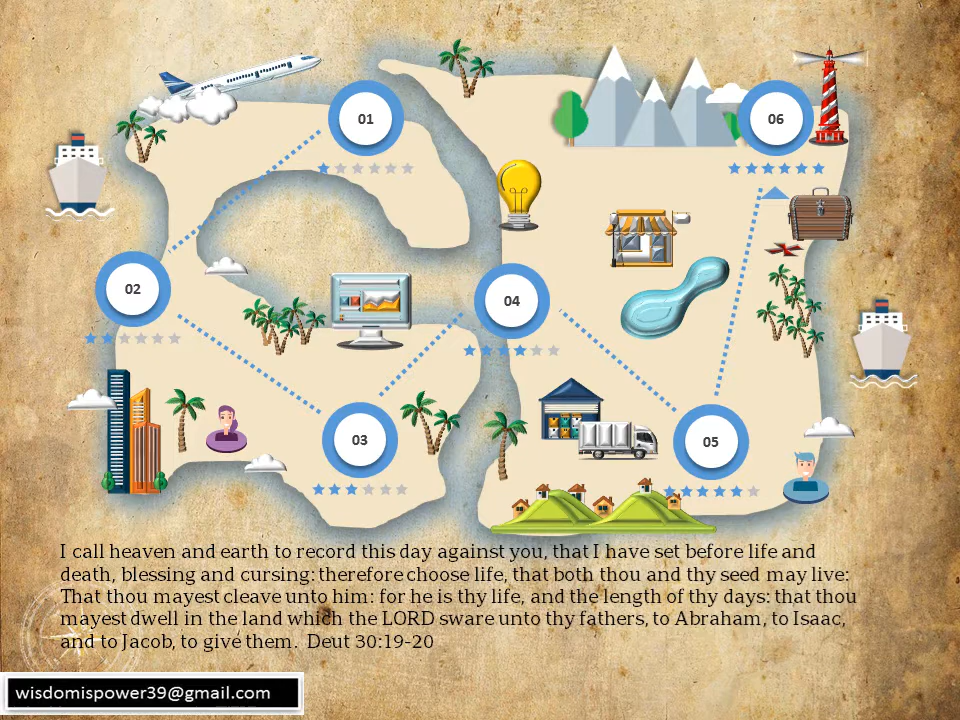 01
06
02
04
03
05
I call heaven and earth to record this day against you, that I have set before life and
death, blessing and cursing: therefore choose life, that both thou and thy seed may live:
That thou mayest cleave unto him: for he is thy life, and the length of thy days: that thou
mayest dwell in the land which the LORD sware unto thy fathers, to Abraham, to Isaac,
and to Jacob, to give them.  Deut 30:19-20
wisdomispower39@gmail.com